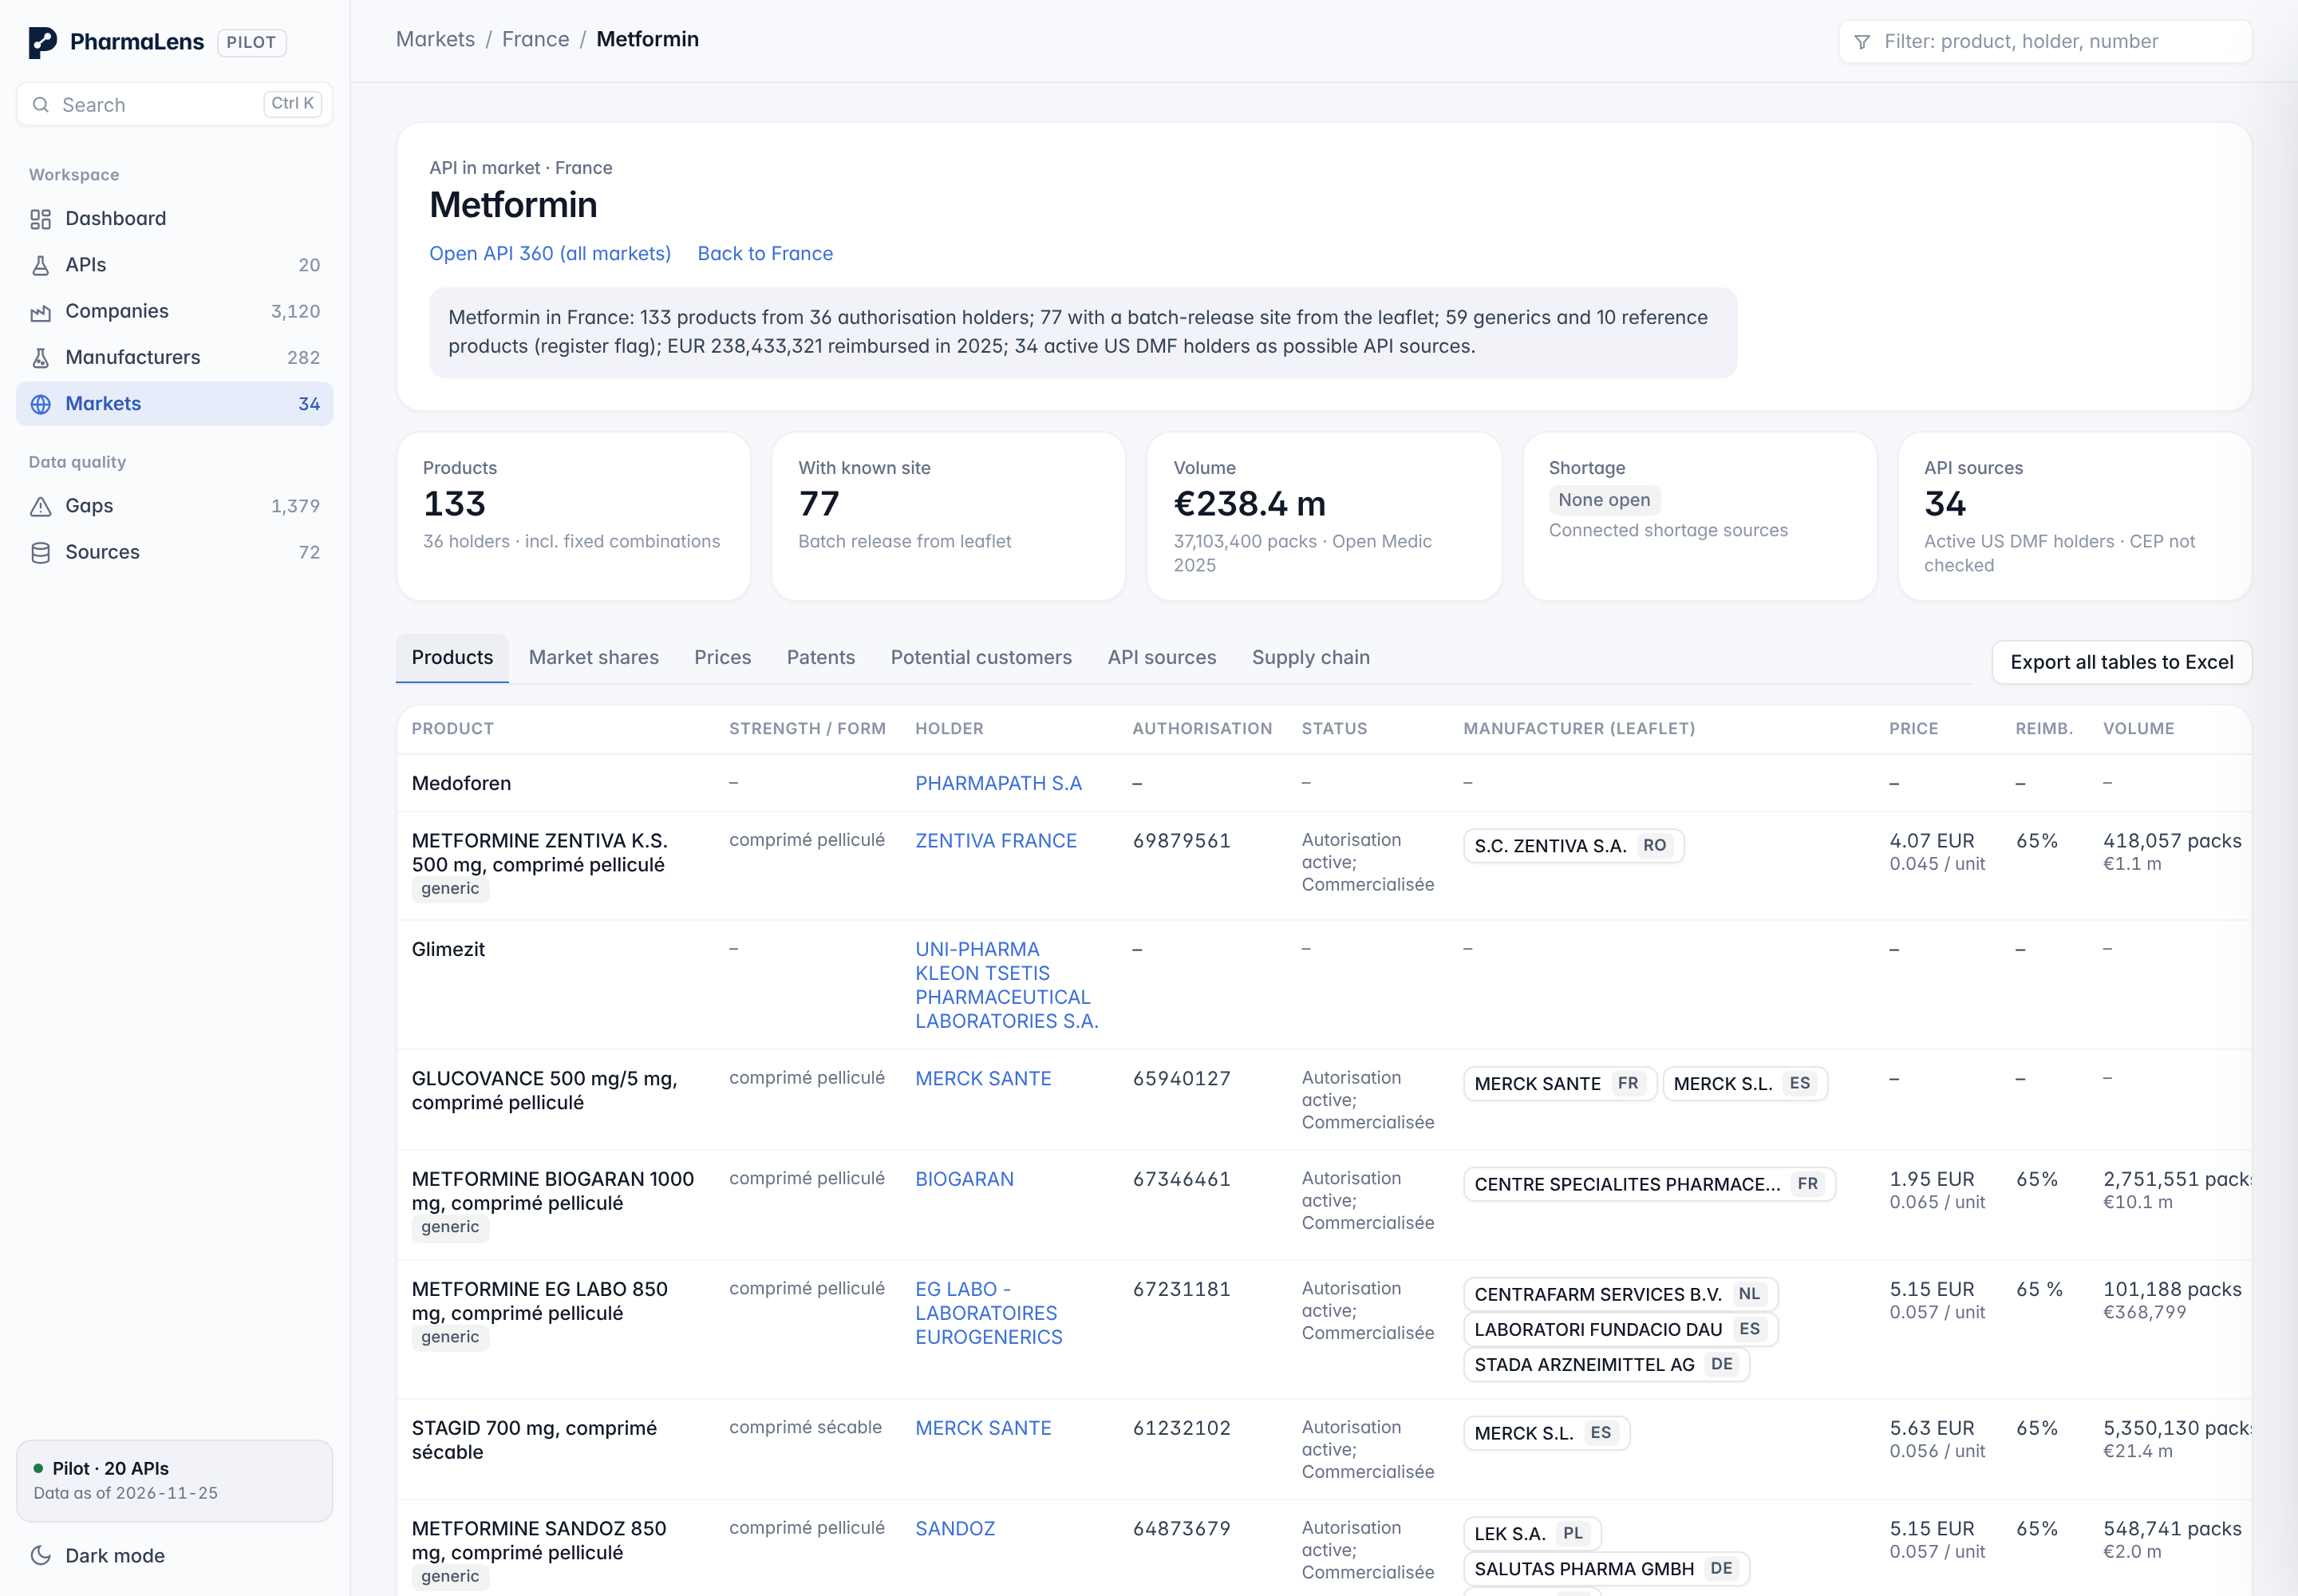 PharmaLens PILOT
Search Ctrl K
Workspace
Dashboard
APIs 20
Companies 3,120
Manufacturers 282
Markets 34
Data quality
Gaps 1,379
Sources 72
Pilot · 20 APIs
Data as of 2026-11-25
Dark mode
Markets / France / Metformin
Filter: product, holder, number
API in market · France
Metformin
Open API 360 (all markets) Back to France
Metformin in France: 133 products from 36 authorisation holders; 77 with a batch-release site from the leaflet; 59 generics and 10 reference
products (register flag); EUR 238,433,321 reimbursed in 2025; 34 active US DMF holders as possible API sources.
Products
133
36 holders · incl. fixed combinations
With known site
77
Batch release from leaflet
Volume
€238.4 m
37,103,400 packs · Open Medic
2025
Shortage
None open
Connected shortage sources
API sources
34
Active US DMF holders · CEP not
checked
Products Market shares Prices Patents Potential customers API sources Supply chain
Export all tables to Excel
PRODUCT STRENGTH / FORM HOLDER AUTHORISATION STATUS MANUFACTURER (LEAFLET) PRICE REIMB. VOLUME
Medoforen – PHARMAPATH S.A – – – – – –
METFORMINE ZENTIVA K.S. comprimé pelliculé ZENTIVA FRANCE 69879561 Autorisation S.C. ZENTIVA S.A. RO 4.07 EUR 65% 418,057 packs
500 mg, comprimé pelliculé active; 0.045 / unit €1.1 m
generic Commercialisée
Glimezit – UNI-PHARMA – – – – – –
KLEON TSETIS
PHARMACEUTICAL
LABORATORIES S.A.
GLUCOVANCE 500 mg/5 mg, comprimé pelliculé MERCK SANTE 65940127 Autorisation MERCK SANTE FR MERCK S.L. ES – – –
comprimé pelliculé active;
Commercialisée
METFORMINE BIOGARAN 1000 comprimé pelliculé BIOGARAN 67346461 Autorisation CENTRE SPECIALITES PHARMACE... FR 1.95 EUR 65% 2,751,551 packs
mg, comprimé pelliculé active; 0.065 / unit €10.1 m
generic Commercialisée
METFORMINE EG LABO 850 comprimé pelliculé EG LABO - 67231181 Autorisation CENTRAFARM SERVICES B.V. NL 5.15 EUR 65 % 101,188 packs
mg, comprimé pelliculé LABORATOIRES active; LABORATORI FUNDACIO DAU ES 0.057 / unit €368,799
generic EUROGENERICS Commercialisée STADA ARZNEIMITTEL AG DE
STAGID 700 mg, comprimé comprimé sécable MERCK SANTE 61232102 Autorisation MERCK S.L. ES 5.63 EUR 65% 5,350,130 packs
sécable active; 0.056 / unit €21.4 m
Commercialisée
METFORMINE SANDOZ 850 comprimé pelliculé SANDOZ 64873679 Autorisation LEK S.A. PL 5.15 EUR 65% 548,741 packs
mg, comprimé pelliculé active; SALUTAS PHARMA GMBH DE 0.057 / unit €2.0 m
generic Commercialisée